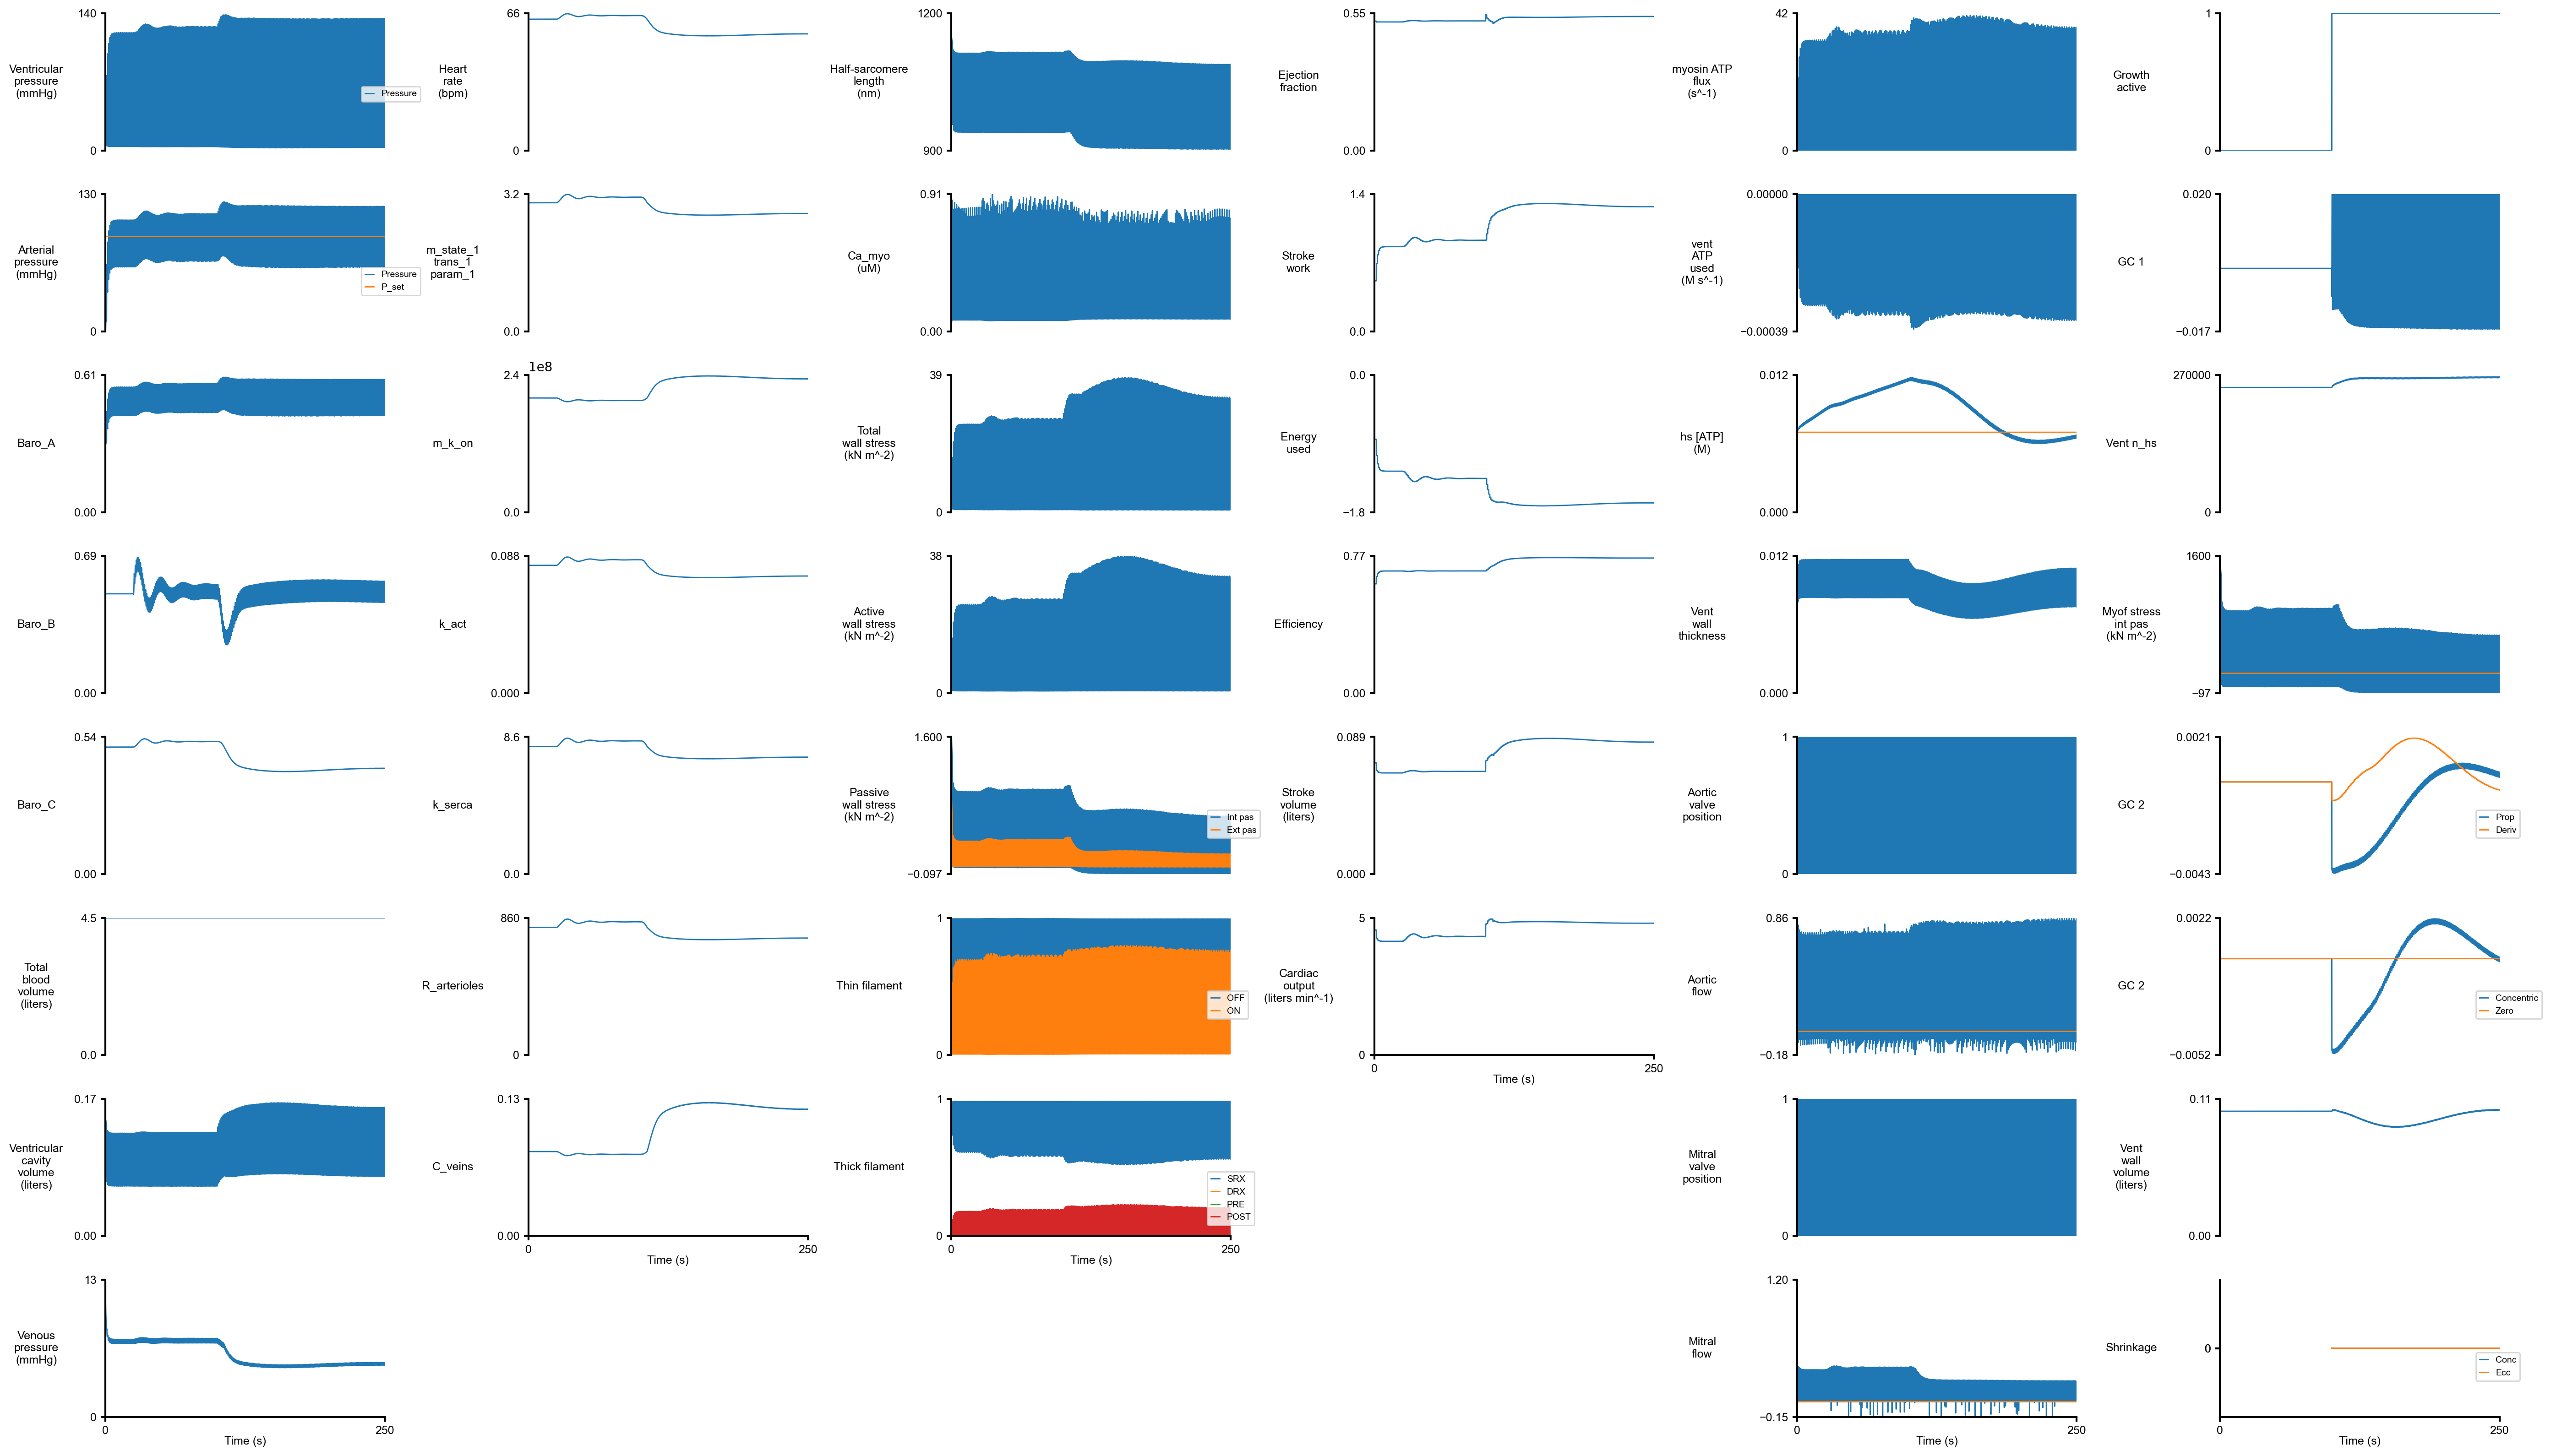 140
Ventricular
pressure
(mmHg)
0
Pressure
66
Heart
rate
(bpm)
0
1200
Half-sarcomere
length
(nm)
900
0.55
Ejection
fraction
0.00
42
myosin ATP
flux
(s^-1)
0
1
Growth
active
0
130
Arterial
pressure
(mmHg)
0
Pressure
P_set
3.2
m_state_1
trans_1
param_1
0.0
0.91
Ca_myo
(uM)
0.00
1.4
Stroke
work
0.0
0.00000
vent
ATP
used
(M s^-1)
−0.00039
0.020
GC 1
−0.017
0.61
Baro_A
0.00
1e8
2.4
m_k_on
0.0
39
Total
wall stress
(kN m^-2)
0
0.0
Energy
used
−1.8
0.012
hs [ATP]
(M)
0.000
270000
Vent n_hs
0
0.69
Baro_B
0.00
0.088
k_act
0.000
38
Active
wall stress
(kN m^-2)
0
0.77
Efficiency
0.00
0.012
Vent
wall
thickness
0.000
1600
Myof stress
int pas
(kN m^-2)
−97
0.54
Baro_C
0.00
8.6
k_serca
0.0
1.600
Passive
wall stress
(kN m^-2)
−0.097
Int pas
Ext pas
0.089
Stroke
volume
(liters)
0.000
1
Aortic
valve
position
0
0.0021
GC 2
−0.0043
Prop
Deriv
4.5
Total
blood
volume
(liters)
0.0
860
R_arterioles
0
1
Thin filament
0
OFF
ON
5
Cardiac
output
(liters min^-1)
0
0
250
Time (s)
0.86
Aortic
flow
−0.18
0.0022
GC 2
−0.0052
Concentric
Zero
0.17
Ventricular
cavity
volume
(liters)
0.00
0.13
C_veins
0.00
0
250
Time (s)
1
Thick filament
0
SRX
DRX
PRE
POST
0
250
Time (s)
1
Mitral
valve
position
0
0.11
Vent
wall
volume
(liters)
0.00
13
Venous
pressure
(mmHg)
0
0
250
Time (s)
1.20
Mitral
flow
−0.15
0
250
Time (s)
Shrinkage
0
Conc
Ecc
0
250
Time (s)